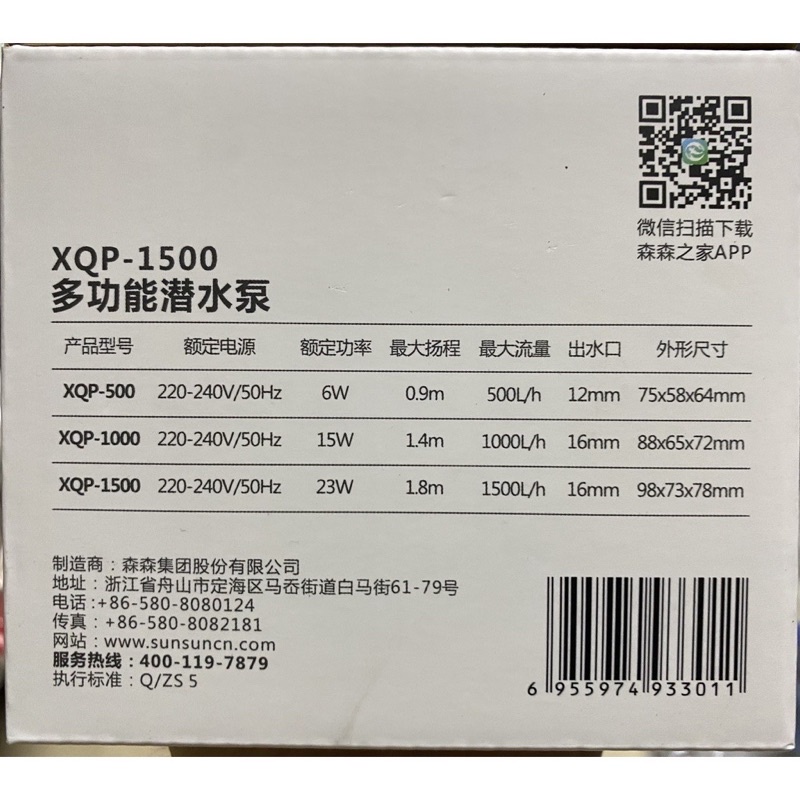 微信扫描下载
森森之家APP
XQP-1500
多功能潜水泵
产品型号 额定电源 额定功率 最大扬程 最大流量 出水口 外形尺寸
XQP-500 220-240V/50Hz 6W 0.9m 500L/h 12mm 75x58x64mm
XQP-1000 220-240V/50Hz 15W 1.4m 1000L/h 16mm 88x65x72mm
XQP-1500 220-240V/50Hz 23W 1.8m 1500L/h 16mm 98x73x78mm
制造商：森森集团股份有限公司
地址：浙江省舟山市定海区马岙街道白马街61-79号
电话:+86-580-8080124
传真：+86-580-8082181
网站：www.sunsuncn.com
服务热线：400-119-7879
执行标准：Q/ZS 5
6 955974 933011